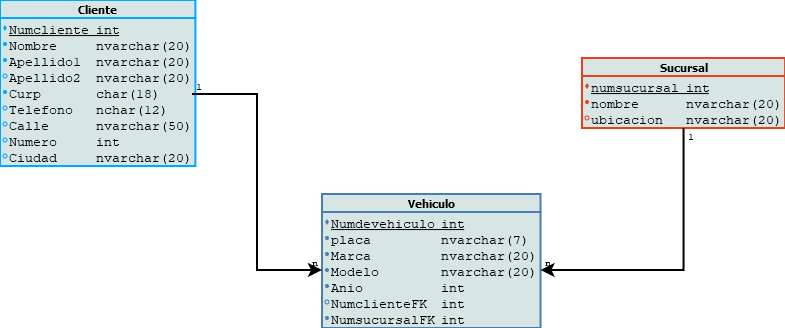 Cliente
Numcliente int
Nombre nvarchar(20)
Apellido1 nvarchar(20)
Apellido2 nvarchar(20)
Curp char(18)
Telefono nchar(12)
Calle nvarchar(50)
Numero int
Ciudad nvarchar(20)
1
Sucursal
numsucursal int
nombre nvarchar(20)
ubicacion nvarchar(20)
1
Vehiculo
Numdevehiculo int
placa nvarchar(7)
Marca nvarchar(20)
Modelo nvarchar(20)
Anio int
NumclienteFK int
NumsucursalFK int
n
n